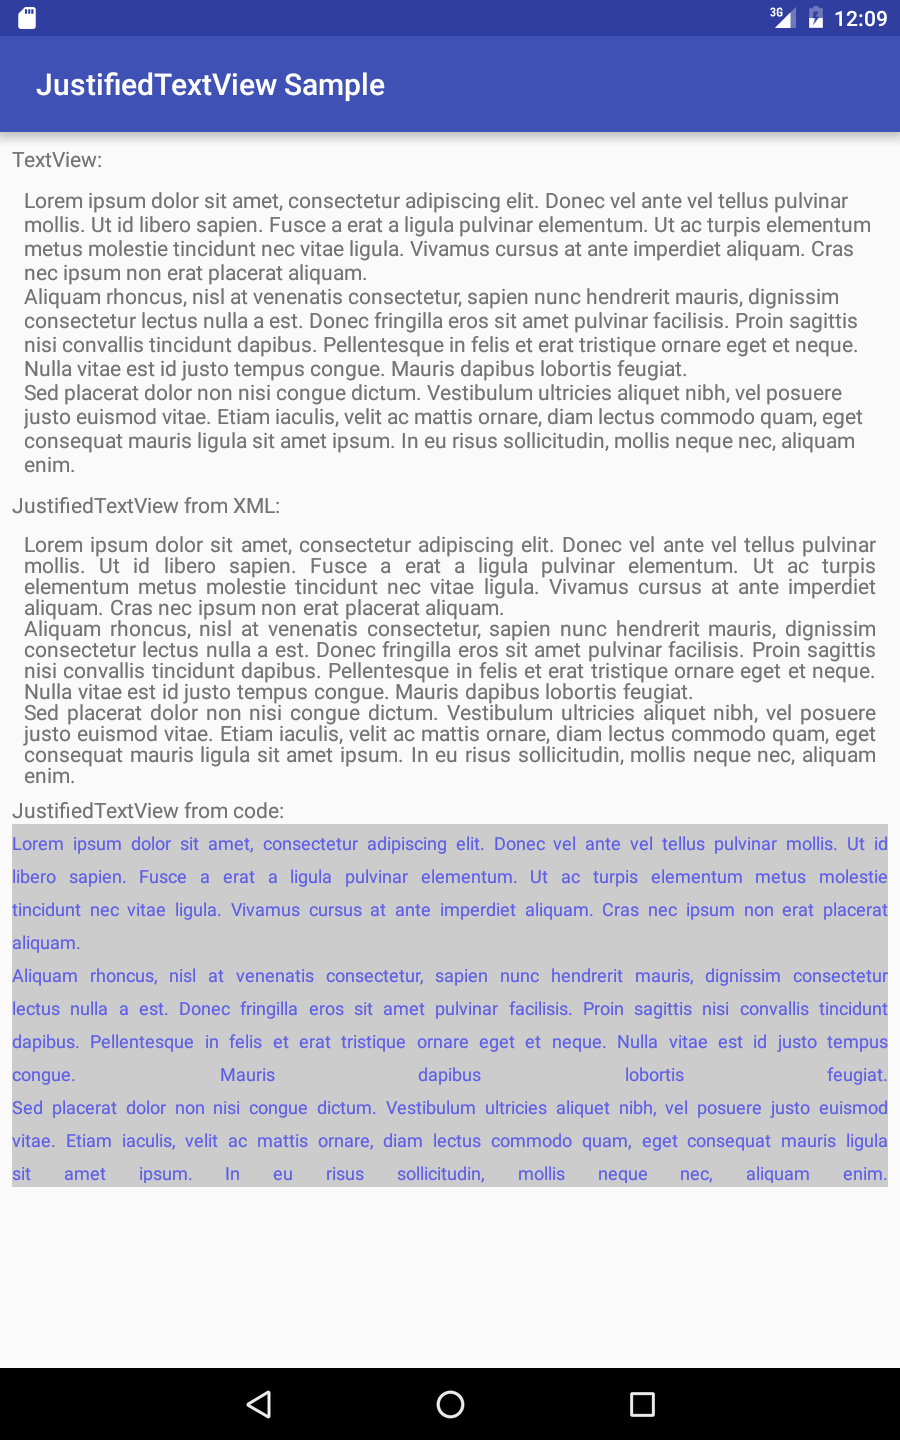 3G 12:09
JustifiedTextView Sample
TextView:
Lorem ipsum dolor sit amet, consectetur adipiscing elit. Donec vel ante vel tellus pulvinar
mollis. Ut id libero sapien. Fusce a erat a ligula pulvinar elementum. Ut ac turpis elementum
metus molestie tincidunt nec vitae ligula. Vivamus cursus at ante imperdiet aliquam. Cras
nec ipsum non erat placerat aliquam.
Aliquam rhoncus, nisl at venenatis consectetur, sapien nunc hendrerit mauris, dignissim
consectetur lectus nulla a est. Donec fringilla eros sit amet pulvinar facilisis. Proin sagittis
nisi convallis tincidunt dapibus. Pellentesque in felis et erat tristique ornare eget et neque.
Nulla vitae est id justo tempus congue. Mauris dapibus lobortis feugiat.
Sed placerat dolor non nisi congue dictum. Vestibulum ultricies aliquet nibh, vel posuere
justo euismod vitae. Etiam iaculis, velit ac mattis ornare, diam lectus commodo quam, eget
consequat mauris ligula sit amet ipsum. In eu risus sollicitudin, mollis neque nec, aliquam
enim.
JustifiedTextView from XML:
Lorem ipsum dolor sit amet, consectetur adipiscing elit. Donec vel ante vel tellus pulvinar
mollis. Ut id libero sapien. Fusce a erat a ligula pulvinar elementum. Ut ac turpis
elementum metus molestie tincidunt nec vitae ligula. Vivamus cursus at ante imperdiet
aliquam. Cras nec ipsum non erat placerat aliquam.
Aliquam rhoncus, nisl at venenatis consectetur, sapien nunc hendrerit mauris, dignissim
consectetur lectus nulla a est. Donec fringilla eros sit amet pulvinar facilisis. Proin sagittis
nisi convallis tincidunt dapibus. Pellentesque in felis et erat tristique ornare eget et neque.
Nulla vitae est id justo tempus congue. Mauris dapibus lobortis feugiat.
Sed placerat dolor non nisi congue dictum. Vestibulum ultricies aliquet nibh, vel posuere
justo euismod vitae. Etiam iaculis, velit ac mattis ornare, diam lectus commodo quam, eget
consequat mauris ligula sit amet ipsum. In eu risus sollicitudin, mollis neque nec, aliquam
enim.
JustifiedTextView from code:
Lorem ipsum dolor sit amet, consectetur adipiscing elit. Donec vel ante vel tellus pulvinar mollis. Ut id
libero sapien. Fusce a erat a ligula pulvinar elementum. Ut ac turpis elementum metus molestie
tincidunt nec vitae ligula. Vivamus cursus at ante imperdiet aliquam. Cras nec ipsum non erat placerat
aliquam.
Aliquam rhoncus, nisl at venenatis consectetur, sapien nunc hendrerit mauris, dignissim consectetur
lectus nulla a est. Donec fringilla eros sit amet pulvinar facilisis. Proin sagittis nisi convallis tincidunt
dapibus. Pellentesque in felis et erat tristique ornare eget et neque. Nulla vitae est id justo tempus
congue. Mauris dapibus lobortis feugiat.
Sed placerat dolor non nisi congue dictum. Vestibulum ultricies aliquet nibh, vel posuere justo euismod
vitae. Etiam iaculis, velit ac mattis ornare, diam lectus commodo quam, eget consequat mauris ligula
sit amet ipsum. In eu risus sollicitudin, mollis neque nec, aliquam enim.